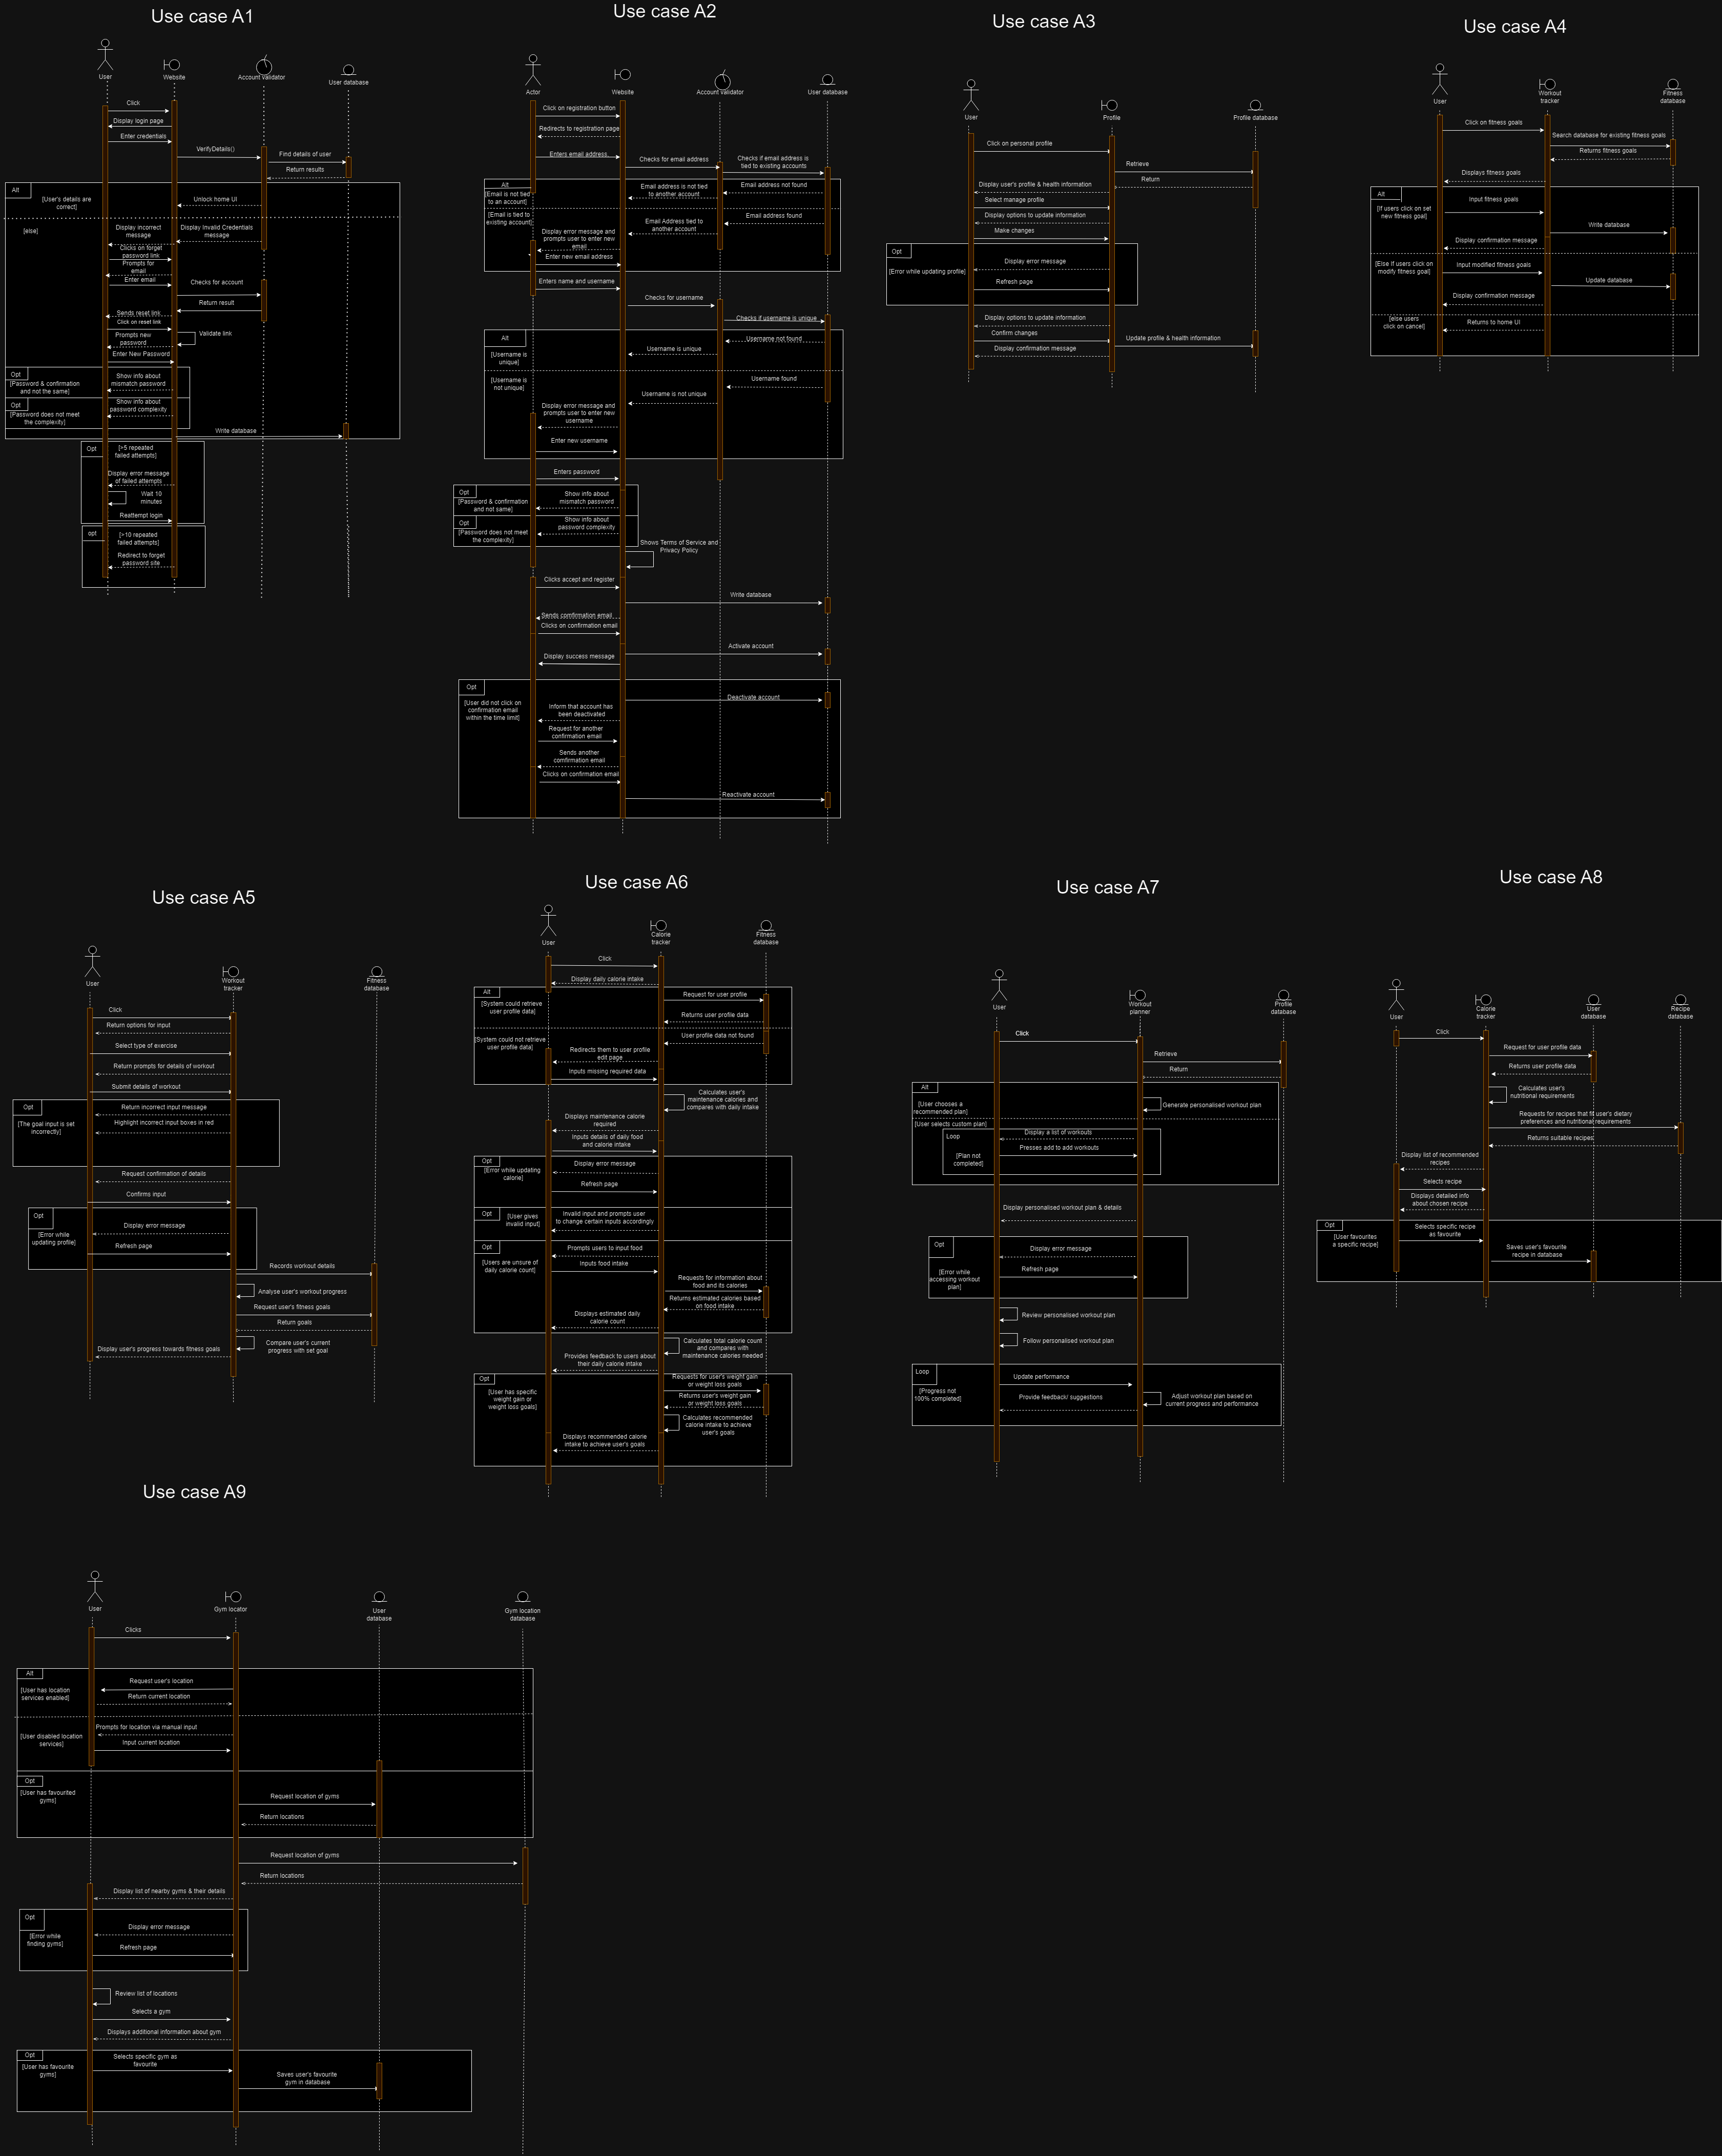 Use case A1
User
Website
Account validator
User database
Click
Display login page
Enter credentials
VerifyDetails()
Find details of user
Return results
Alt
[User's details are
correct]
Unlock home UI
[else]
Display incorrect
message
Display Invalid Credentials
message
Clicks on forget
password link
Prompts for
email
Enter email
Checks for account
Return result
Sends reset link
Click on reset link
Validate link
Prompts new
password
Enter New Password
Opt
[Password & confirmation
and not the same]
Show info about
mismatch password
Opt
[Password does not meet
the complexity]
Show info about
password complexity
Write database
Opt
[>5 repeated
failed attempts]
Display error message
of failed attempts
Wait 10
minutes
Reattempt login
opt
[>10 repeated
failed attempts]
Redirect to forget
password site
Use case A2
Actor
Website
Account validator
User database
Click on registration button
Redirects to registration page
Enters email address
Checks for email address
Checks if email address is
tied to existing accounts
Alt
[Email is not tied
to an account]
Email address is not tied
to another account
Email address not found
[Email is tied to
existing account]
Email Address tied to
another account
Email address found
Display error message and
prompts user to enter new
email
Enter new email address
Enters name and username
Checks for username
Checks if username is unique
Alt
[Username is
unique]
Username is unique
Username not found
[Username is
not unique]
Username found
Username is not unique
Display error message and
prompts user to enter new
username
Enter new username
Enters password
Opt
[Password & confirmation
and not same]
Show info about
mismatch password
Opt
[Password does not meet
the complexity]
Show info about
password complexity
Shows Terms of Service and
Privacy Policy
Clicks accept and register
Write database
Sends comfirmation email
Clicks on confirmation email
Activate account
Display success message
Opt
[User did not click on
confirmation email
within the time limit]
Deactivate account
Inform that account has
been deactivated
Request for another
confirmation email
Sends another
comfirmation email
Clicks on confirmation email
Reactivate account
Use case A3
User
Profile
Profile database
Click on personal profile
Retrieve
Return
Display user's profile & health information
Select manage profile
Display options to update information
Make changes
Opt
[Error while updating profile]
Display error message
Refresh page
Display options to update information
Confirm changes
Update profile & health information
Display confirmation message
Use case A4
User
Workout
tracker
Fitness
database
Click on fitness goals
Search database for existing fitness goals
Returns fitness goals
Displays fitness goals
Alt
[If users click on set
new fitness goal]
Input fitness goals
Write database
Display confirmation message
[Else If users click on
modify fitness goal]
Input modified fitness goals
Update database
Display confirmation message
[else users
click on cancel]
Returns to home UI
Use case A5
User
Workout
tracker
Fitness
database
Click
Return options for input
Select type of exercise
Return prompts for details of workout
Submit details of workout
Opt
[The goal input is set
incorrectly]
Return incorrect input message
Highlight incorrect input boxes in red
Request confirmation of details
Confirms input
Opt
[Error while
updating profile]
Display error message
Refresh page
Records workout details
Analyse user's workout progress
Request user's fitness goals
Return goals
Compare user's current
progress with set goal
Display user's progress towards fitness goals
Use case A6
User
Calorie
tracker
Fitness
database
Click
Display daily calorie intake
Alt
[System could retrieve
user profile data]
Request for user profile
Returns user profile data
[System could not retrieve
user profile data]
User profile data not found
Redirects them to user profile
edit page
Inputs missing required data
Calculates user's
maintenance calories and
compares with daily intake
Displays maintenance calorie
required
Inputs details of daily food
and calorie intake
Opt
[Error while updating
calorie]
Display error message
Refresh page
Opt
[User gives
invalid input]
Invalid input and prompts user
to change certain inputs accordingly
Opt
[Users are unsure of
daily calorie count]
Prompts users to input food
Inputs food intake
Requests for information about
food and its calories
Returns estimated calories based
on food intake
Displays estimated daily
calorie count
Calculates total calorie count
and compares with
maintenance calories needed
Provides feedback to users about
their daily calorie intake
Opt
[User has specific
weight gain or
weight loss goals]
Requests for user's weight gain
or weight loss goals
Returns user's weight gain
or weight loss goals
Calculates recommended
calorie intake to achieve
user's goals
Displays recommended calorie
intake to achieve user's goals
Use case A7
User
Workout
planner
Profile
database
Click
Retrieve
Return
Alt
[User chooses a
recommended plan]
Generate personalised workout plan
[User selects custom plan]
Loop
[Plan not
completed]
Display a list of workouts
Presses add to add workouts
Display personalised workout plan & details
Opt
[Error while
accessing workout
plan]
Display error message
Refresh page
Review personalised workout plan
Follow personalised workout plan
Loop
[Progress not
100% completed]
Update performance
Provide feedback/ suggestions
Adjust workout plan based on
current progress and performance
Use case A8
User
Calorie
tracker
User
database
Recipe
database
Click
Request for user profile data
Returns user profile data
Calculates user's
nutritional requirements
Requests for recipes that fit user's dietary
preferences and nutritional requirements
Returns suitable recipes
Display list of recommended
recipes
Selects recipe
Displays detailed info
about chosen recipe
Opt
[User favourites
a specific recipe]
Selects specific recipe
as favourite
Saves user's favourite
recipe in database
Use case A9
User
Gym locator
User
database
Gym location
database
Clicks
Alt
[User has location
services enabled]
Request user's location
Return current location
[User disabled location
services]
Prompts for location via manual input
Input current location
Opt
[User has favourited
gyms]
Request location of gyms
Return locations
Request location of gyms
Return locations
Display list of nearby gyms & their details
Opt
[Error while
finding gyms]
Display error message
Refresh page
Review list of locations
Selects a gym
Displays additional information about gym
Opt
[User has favourite
gyms]
Selects specific gym as
favourite
Saves user's favourite
gym in database